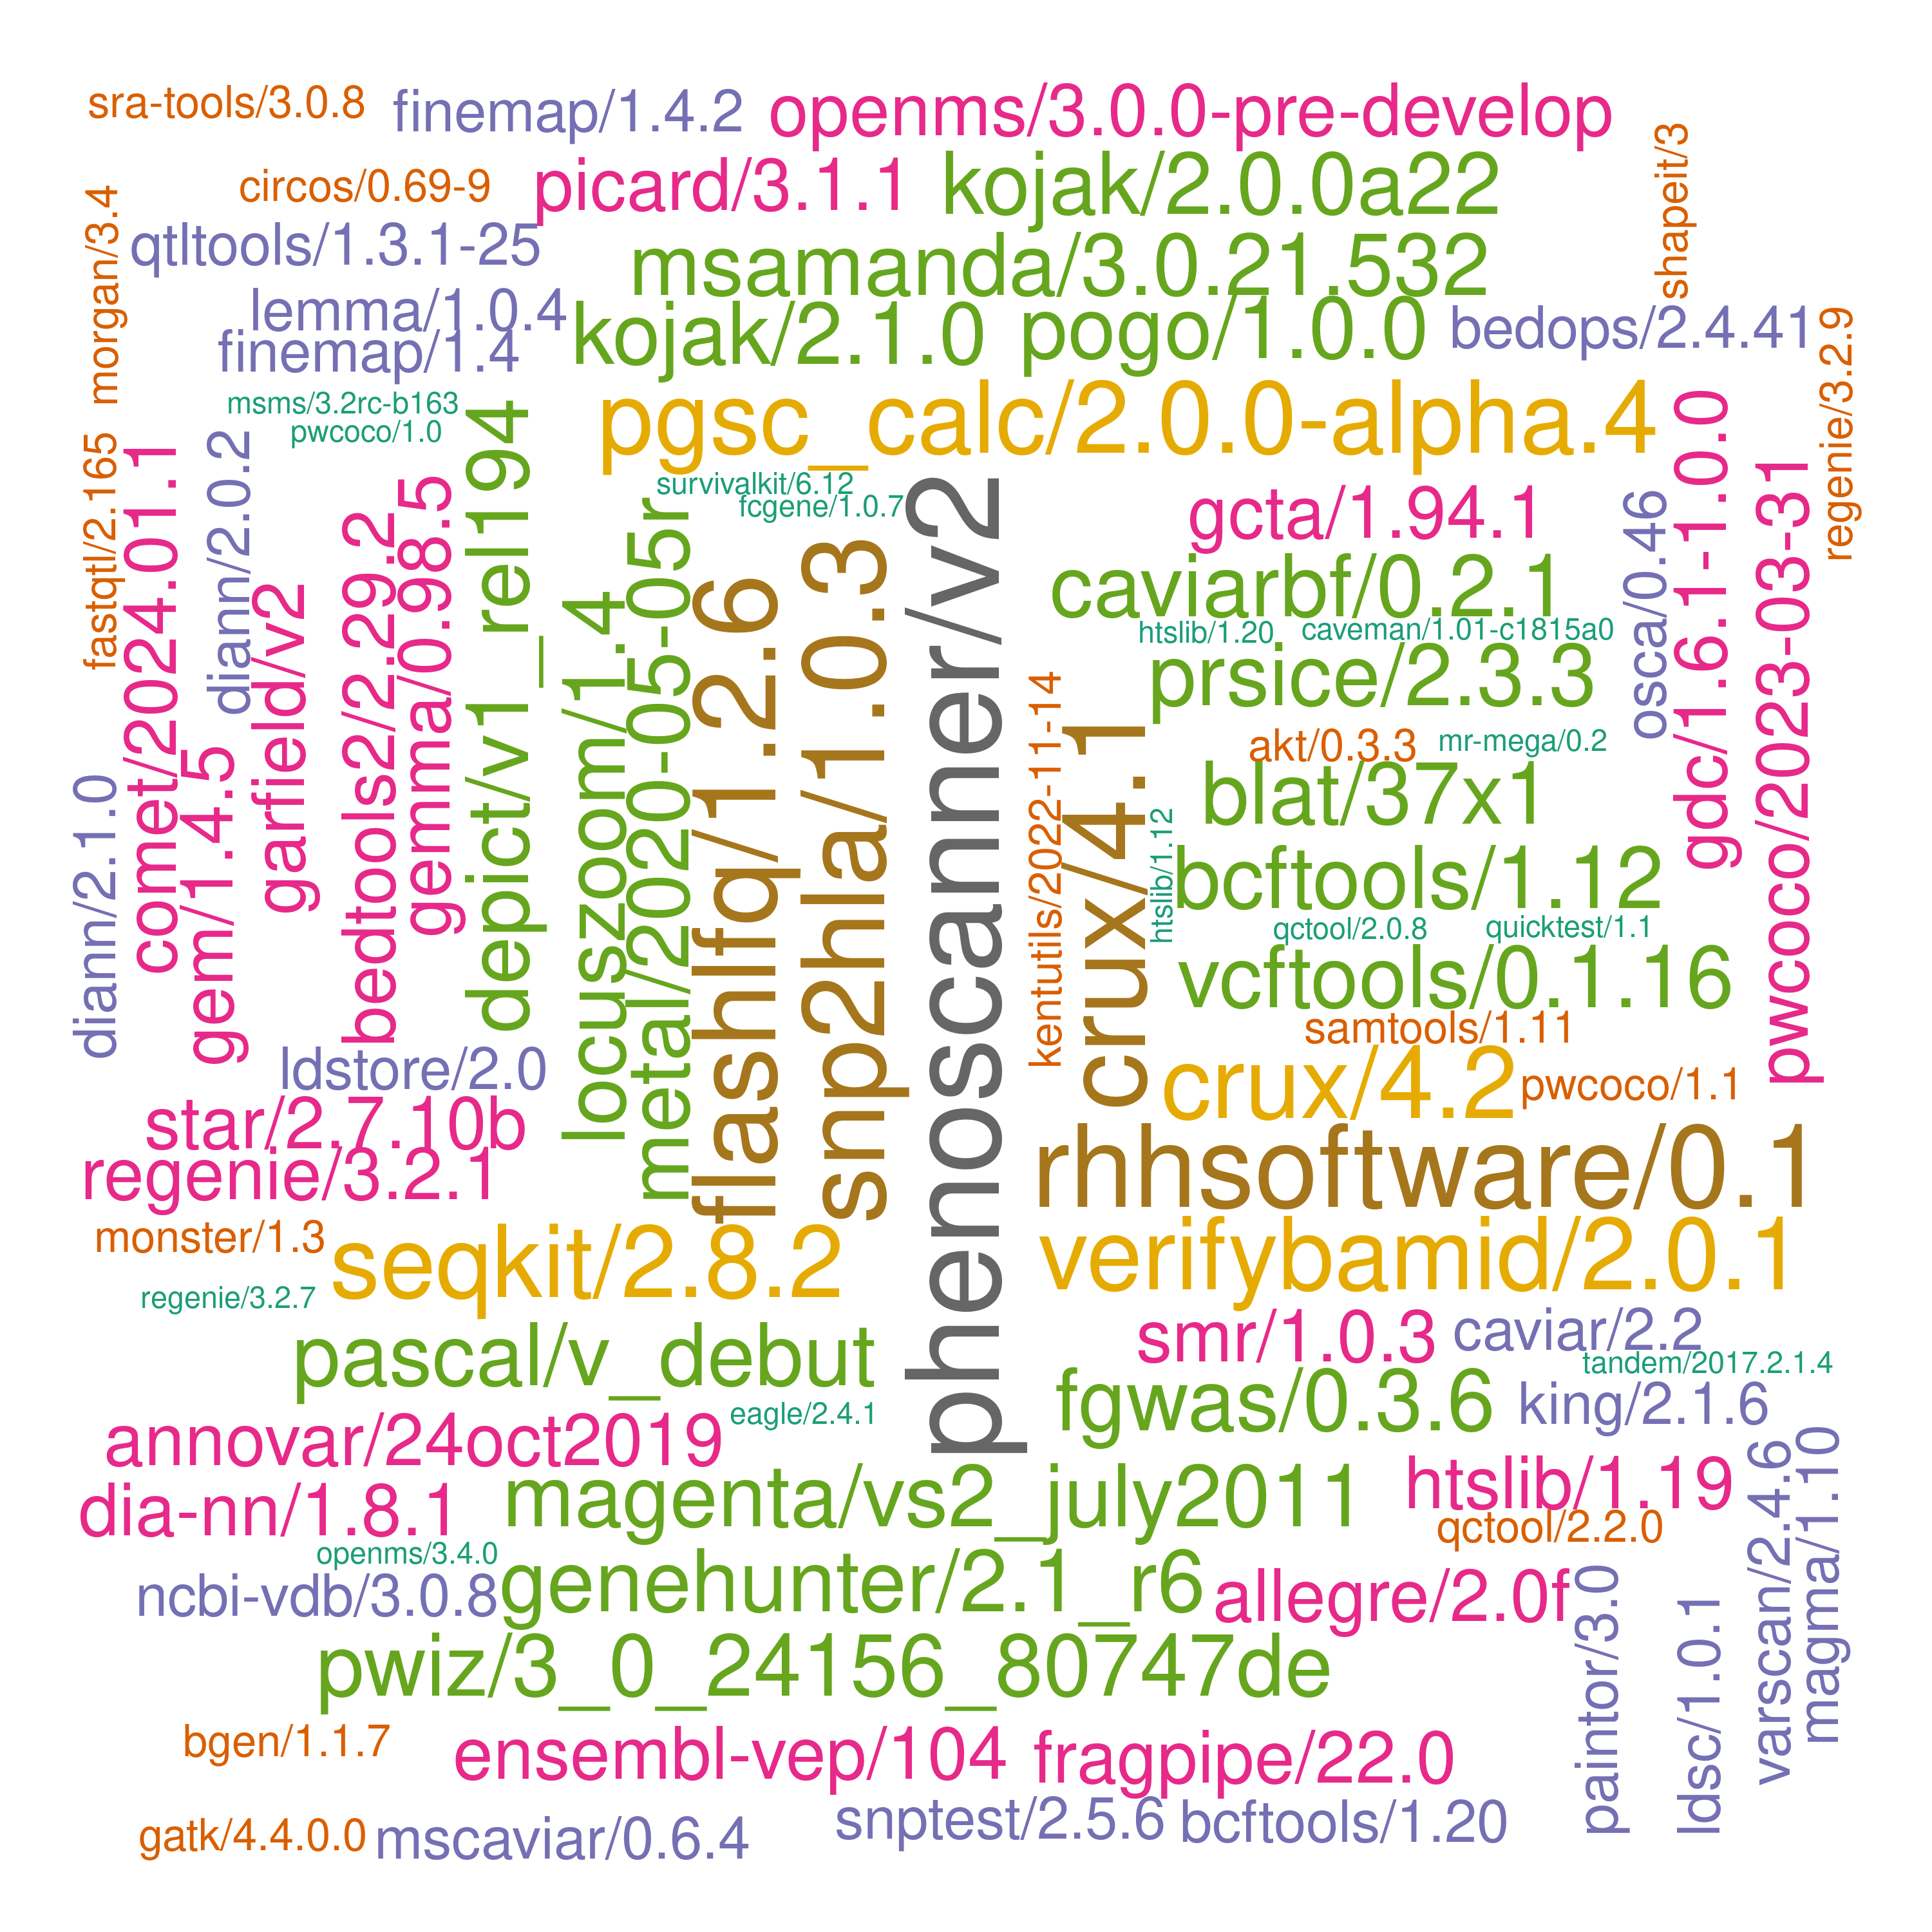 sra-tools/3.0.8
finemap/1.4.2
openms/3.0.0-pre-develop
shapeit/3
circos/0.69-9
picard/3.1.1
kojak/2.0.0a22
morgan/3.4
qtltools/1.3.1-25
msamanda/3.0.21.532
lemma/1.0.4
kojak/2.1.0
pogo/1.0.0
bedops/2.4.41
regenie/3.2.9
finemap/1.4
msms/3.2rc-b163
pwcoco/1.0
pgsc_calc/2.0.0-alpha.4
fastqtl/2.165
comet/2024.01.1
diann/2.0.2
bedtools2/2.29.2
gemma/0.98.5
depict/v1_rel194
survivalkit/6.12
fcgene/1.0.7
gcta/1.94.1
osca/0.46
gdc/1.6.1-1.0.0
pwcoco/2023-03-31
caviarbf/0.2.1
htslib/1.20
caveman/1.01-c1815a0
prsice/2.3.3
akt/0.3.3
mr-mega/0.2
blat/37x1
diann/2.1.0
gem/1.4.5
garfield/v2
locuszoom/1.4
metal/2020-05-05r
flashlfq/1.2.6
snp2hla/1.0.3
phenoscanner/v2
kentutils/2022-11-14
crux/4.1
htslib/1.12
bcftools/1.12
qctool/2.0.8
quicktest/1.1
vcftools/0.1.16
samtools/1.11
ldstore/2.0
crux/4.2
pwcoco/1.1
star/2.7.10b
regenie/3.2.1
rhhsoftware/0.1
monster/1.3
seqkit/2.8.2
verifybamid/2.0.1
regenie/3.2.7
pascal/v_debut
smr/1.0.3
caviar/2.2
tandem/2017.2.1.4
annovar/24oct2019
eagle/2.4.1
fgwas/0.3.6
king/2.1.6
dia-nn/1.8.1
magenta/vs2_july2011
htslib/1.19
qctool/2.2.0
varscan/2.4.6
magma/1.10
openms/3.4.0
ncbi-vdb/3.0.8
genehunter/2.1_r6
allegre/2.0f
paintor/3.0
ldsc/1.0.1
pwiz/3_0_24156_80747de
bgen/1.1.7
ensembl-vep/104
fragpipe/22.0
gatk/4.4.0.0
mscaviar/0.6.4
snptest/2.5.6
bcftools/1.20